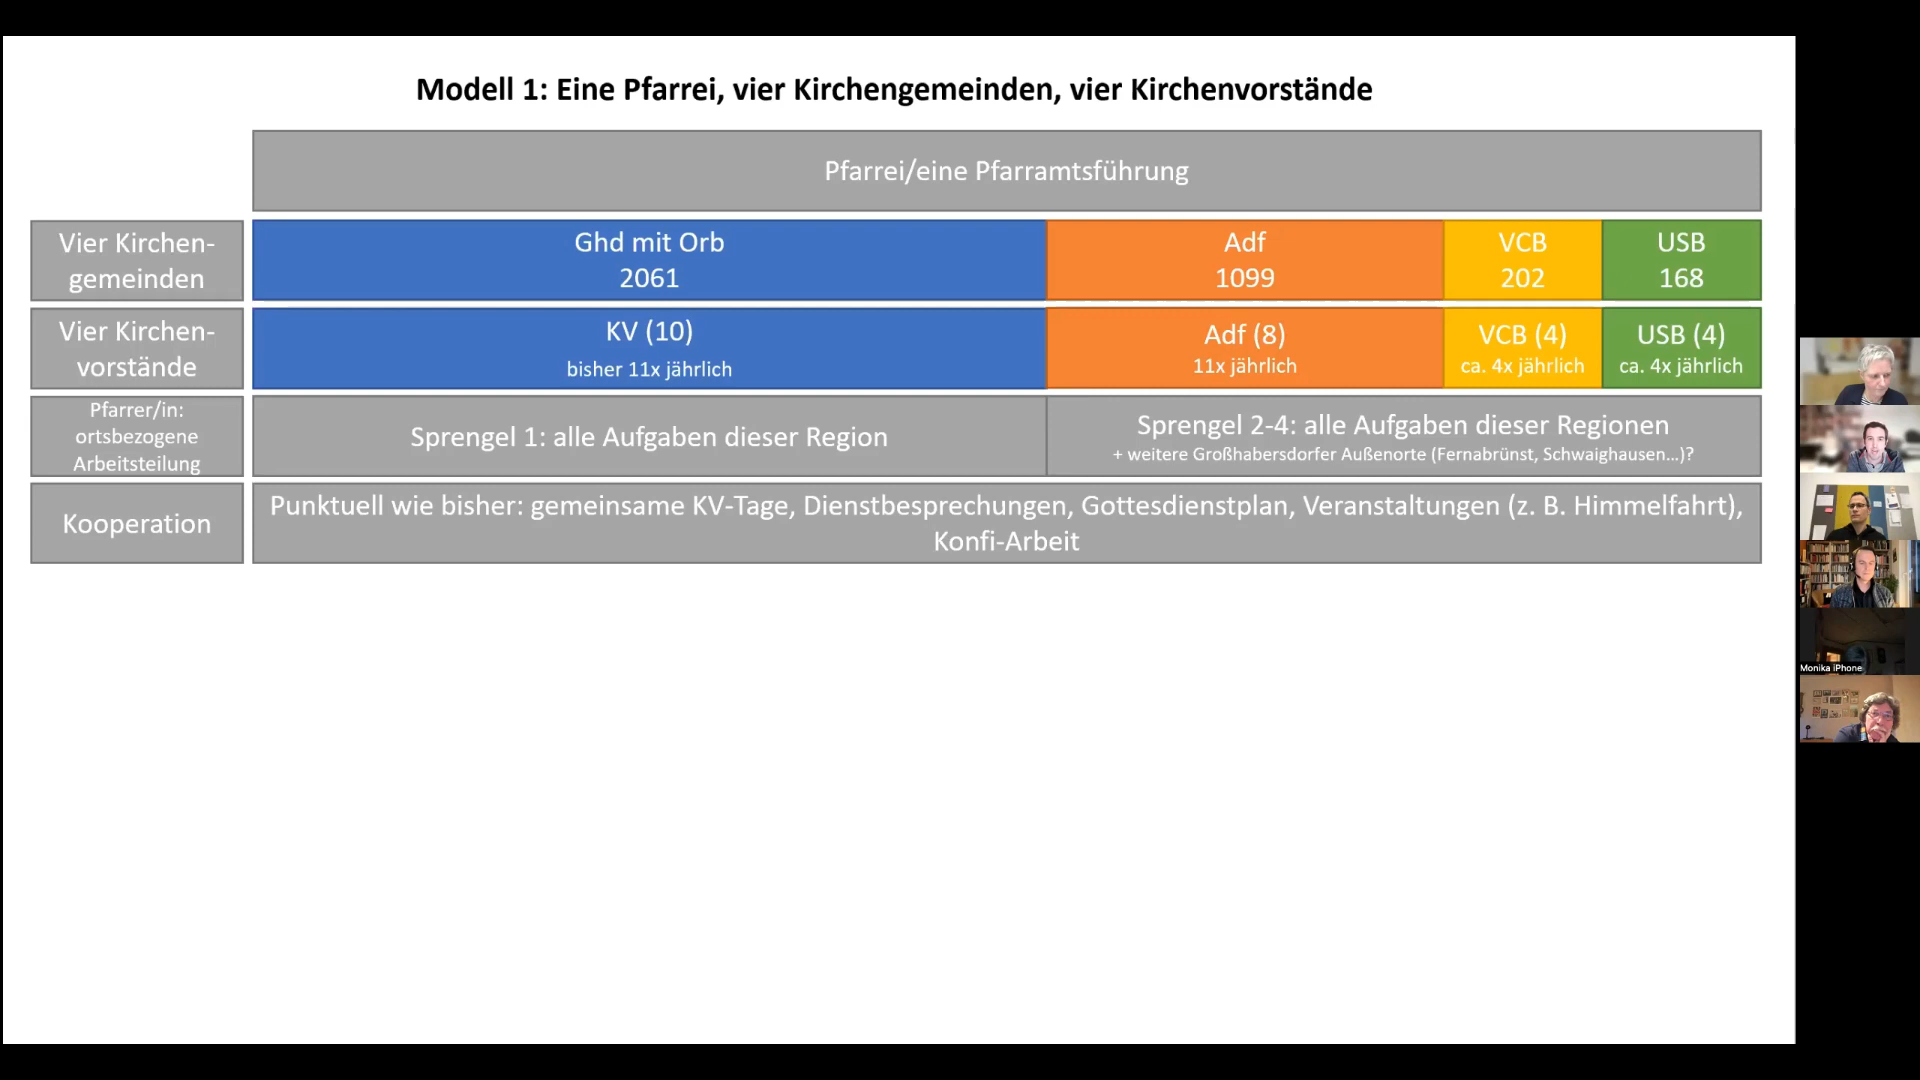 Modell 1: Eine Pfarrei, vier Kirchengemeinden, vier Kirchenvorstände
Pfarrei/eine Pfarramtsführung
Vier Kirchen-
gemeinden
Ghd mit Orb
2061
Adf
1099
VCB
202
USB
168
Vier Kirchen-
vorstände
KV (10)
bisher 11x jährlich
Adf (8)
11x jährlich
VCB (4)
ca. 4x jährlich
USB (4)
ca. 4x jährlich
Pfarrer/in:
ortsbezogene
Arbeitsteilung
Sprengel 1: alle Aufgaben dieser Region
Sprengel 2-4: alle Aufgaben dieser Regionen
+ weitere Großhabersdorfer Außenorte (Fernabrünst, Schwaighausen...)?
Kooperation
Punktuell wie bisher: gemeinsame KV-Tage, Dienstbesprechungen, Gottesdienstplan, Veranstaltungen (z. B. Himmelfahrt),
Konfi-Arbeit
Monika iPhone